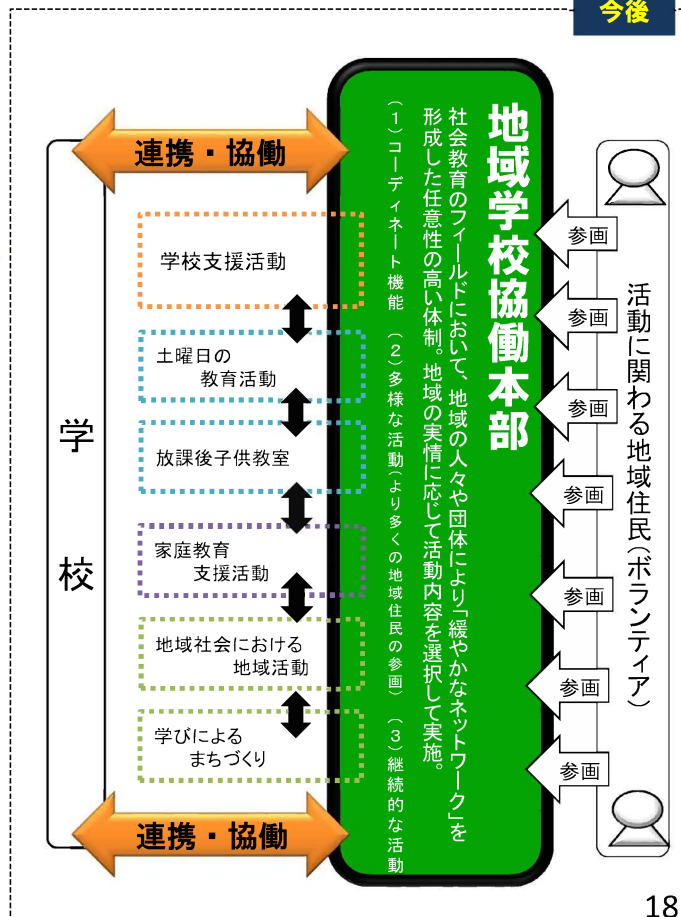 今後
連携・協働
学校
学校支援活動
土曜日の
教育活動
放課後子供教室
家庭教育
支援活動
地域社会における
地域活動
学びによる
まちづくり
連携・協働
地域学校協働本部
社会教育のフィールドにおいて、地域の人々や団体により「緩やかなネットワーク」を
形成した任意性の高い体制。地域の実情に応じて活動内容を選択して実施。
（１）コーディネート機能　（２）多様な活動（より多くの地域住民の参画）　（３）継続的な活動
参画
参画
参画
参画
参画
参画
参画
活動に関わる地域住民（ボランティア）
18